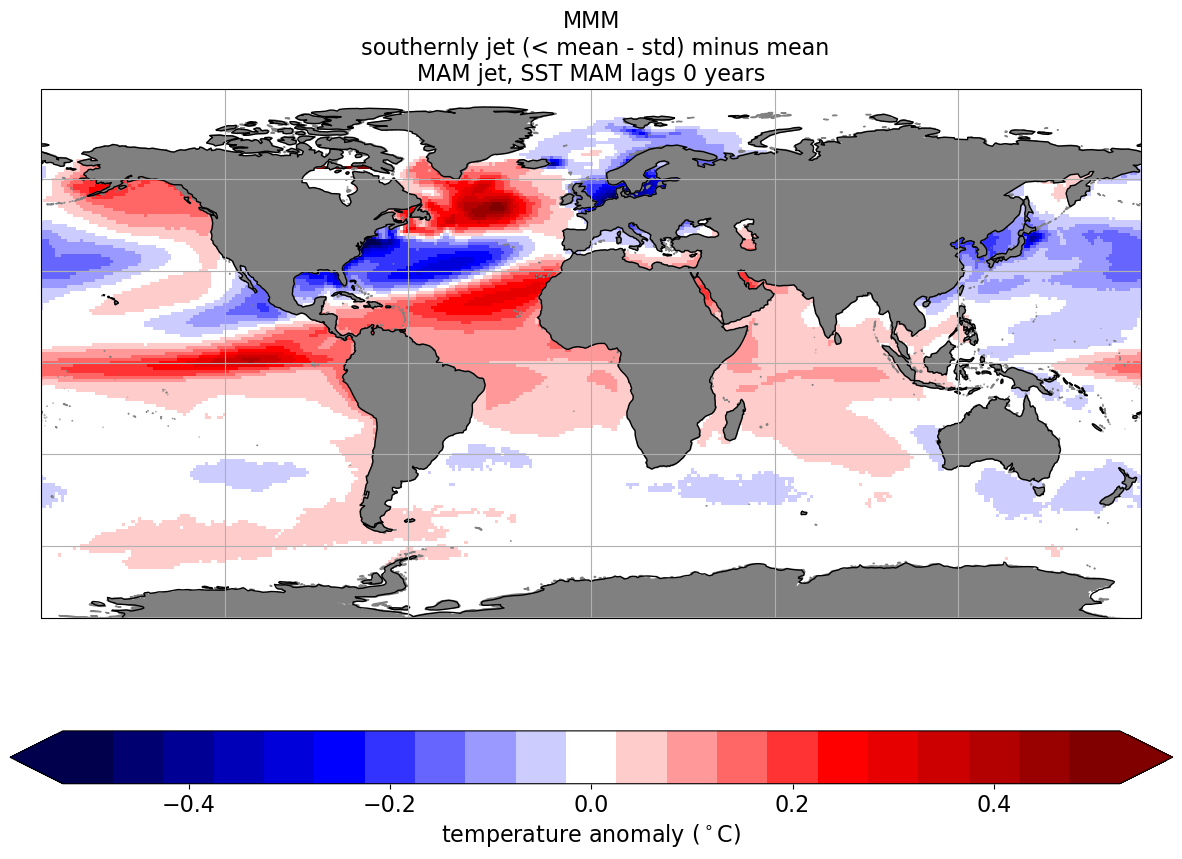 MMM
southernly jet (< mean - std) minus mean
MAM jet, SST MAM lags 0 years
−0.4 −0.2 0.0 0.2 0.4
temperature anomaly (°C)